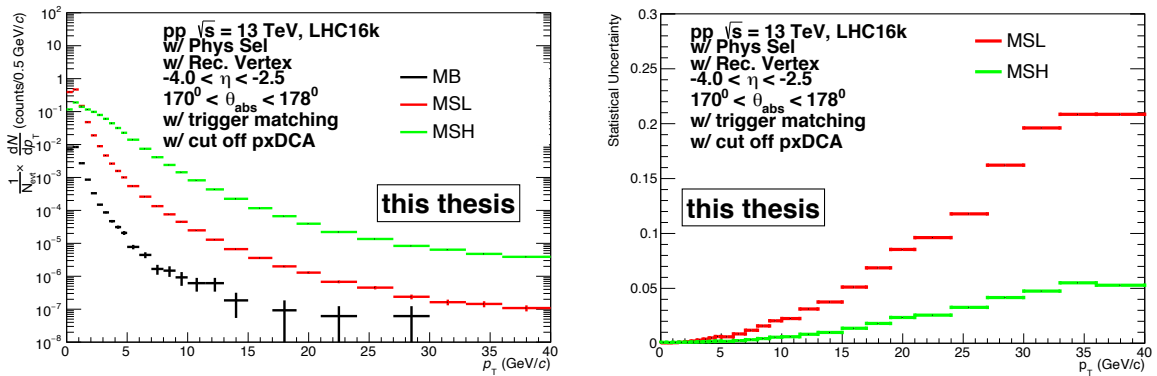 pp √s = 13 TeV, LHC16k
w/ Phys Sel
w/ Rec. Vertex
-4.0 < η < -2.5
170⁰ < θabs < 178⁰
w/ trigger matching
w/ cut off pxDCA
MB
MSL
MSH
this thesis
1/Nevt × dN/dpT (counts/0.5 GeV/c)
10²
10
1
10⁻¹
10⁻²
10⁻³
10⁻⁴
10⁻⁵
10⁻⁶
10⁻⁷
10⁻⁸
0 5 10 15 20 25 30 35 40
pT (GeV/c)
pp √s = 13 TeV, LHC16k
w/ Phys Sel
w/ Rec. Vertex
-4.0 < η < -2.5
170⁰ < θabs < 178⁰
w/ trigger matching
w/ cut off pxDCA
MSL
MSH
this thesis
Statistical Uncertainty
0.3
0.25
0.2
0.15
0.1
0.05
0
0 5 10 15 20 25 30 35 40
pT (GeV/c)